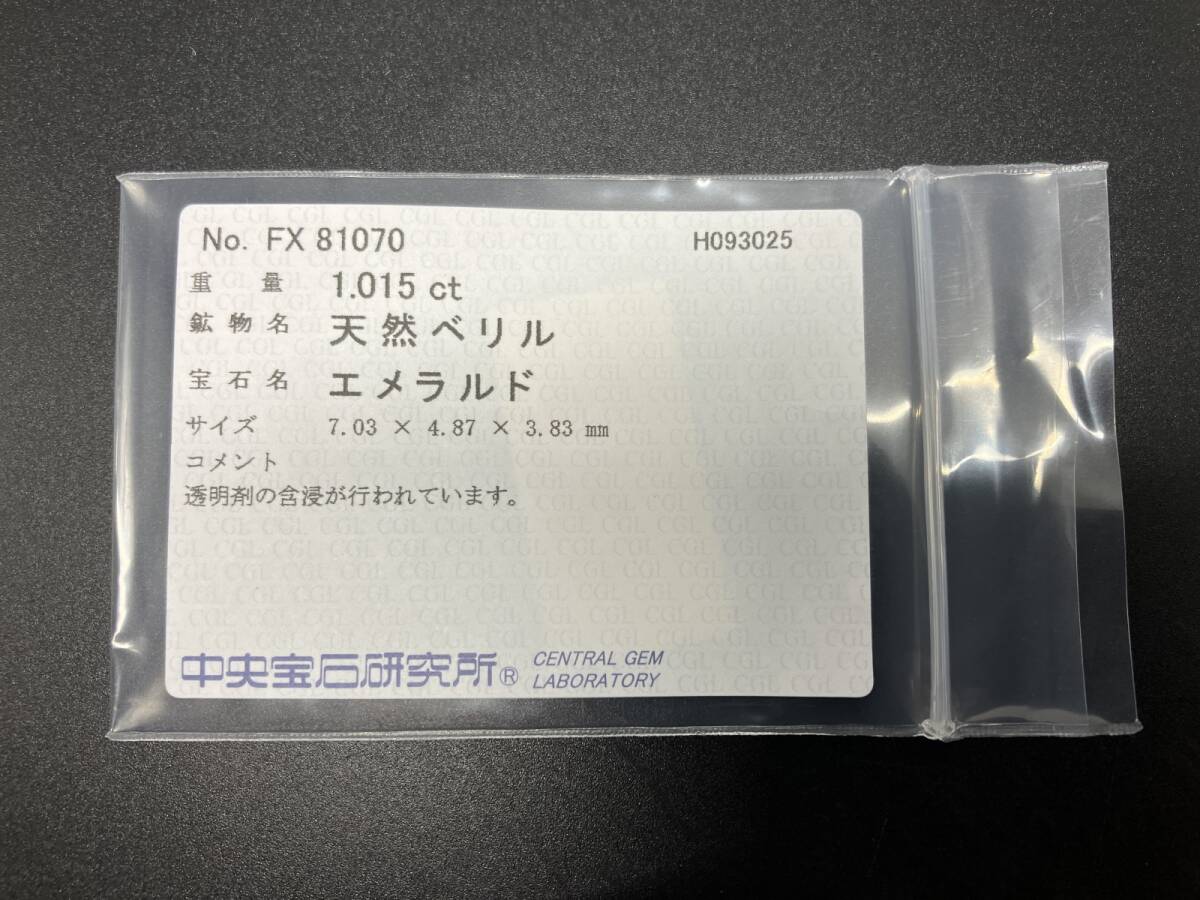 No. FX 81070 H093025
重量 1.015 ct
鉱物名 天然ベリル
宝石名 エメラルド
サイズ 7.03 × 4.87 × 3.83 mm
コメント
透明剤の含浸が行われています。
中央宝石研究所® CENTRAL GEM
LABORATORY